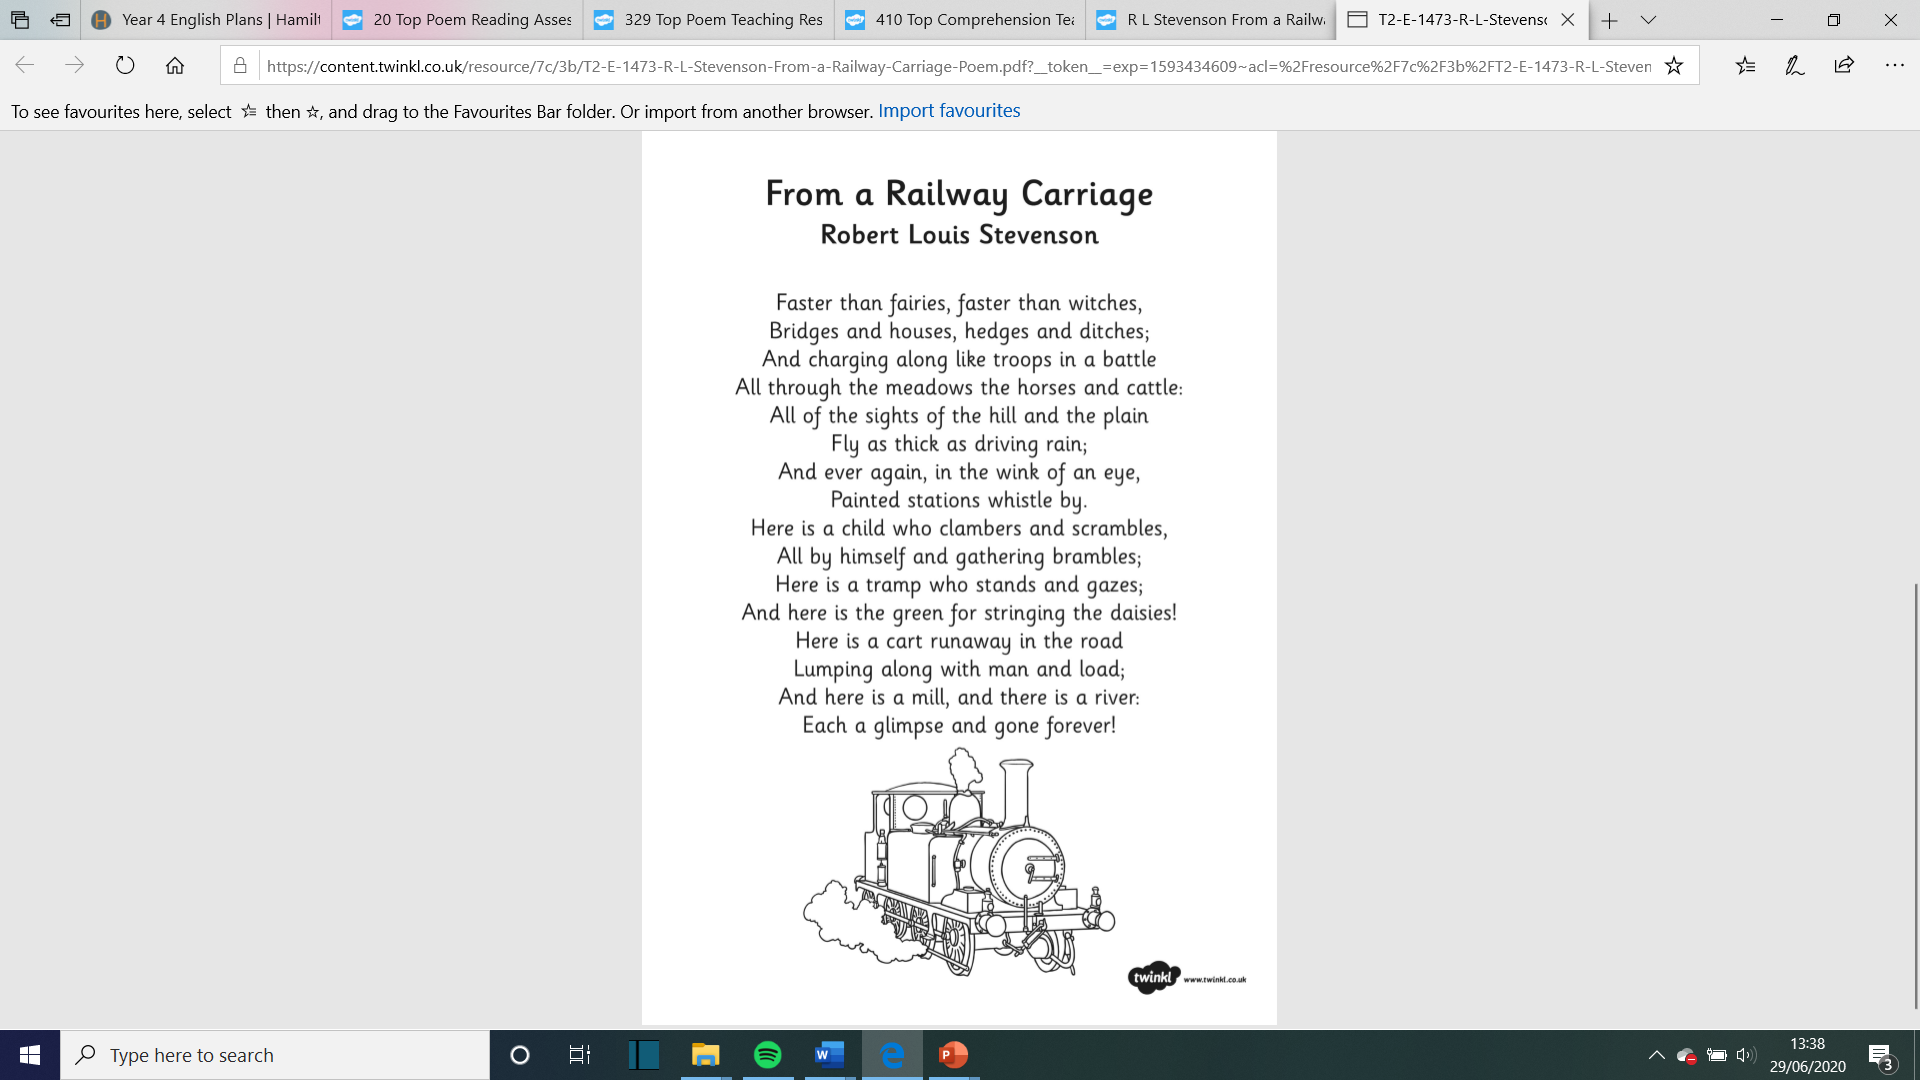 Year 4 English Plans | Hamilt
20 Top Poem Reading Asses
329 Top Poem Teaching Res
410 Top Comprehension Tea
R L Stevenson From a Railwa
T2-E-1473-R-L-Stevenso
https://content.twinkl.co.uk/resource/7c/3b/T2-E-1473-R-L-Stevenson-From-a-Railway-Carriage-Poem.pdf?__token__=exp=1593434609~acl=%2Fresource%2F7c%2F3b%2FT2-E-1473-R-L-Steven
To see favourites here, select then ☆, and drag to the Favourites Bar folder. Or import from another browser. Import favourites
From a Railway Carriage
Robert Louis Stevenson
Faster than fairies, faster than witches,
Bridges and houses, hedges and ditches;
And charging along like troops in a battle
All through the meadows the horses and cattle:
All of the sights of the hill and the plain
Fly as thick as driving rain;
And ever again, in the wink of an eye,
Painted stations whistle by.
Here is a child who clambers and scrambles,
All by himself and gathering brambles;
Here is a tramp who stands and gazes;
And here is the green for stringing the daisies!
Here is a cart runaway in the road
Lumping along with man and load;
And here is a mill, and there is a river:
Each a glimpse and gone forever!
twinkl www.twinkl.co.uk
Type here to search
13:38
29/06/2020
3